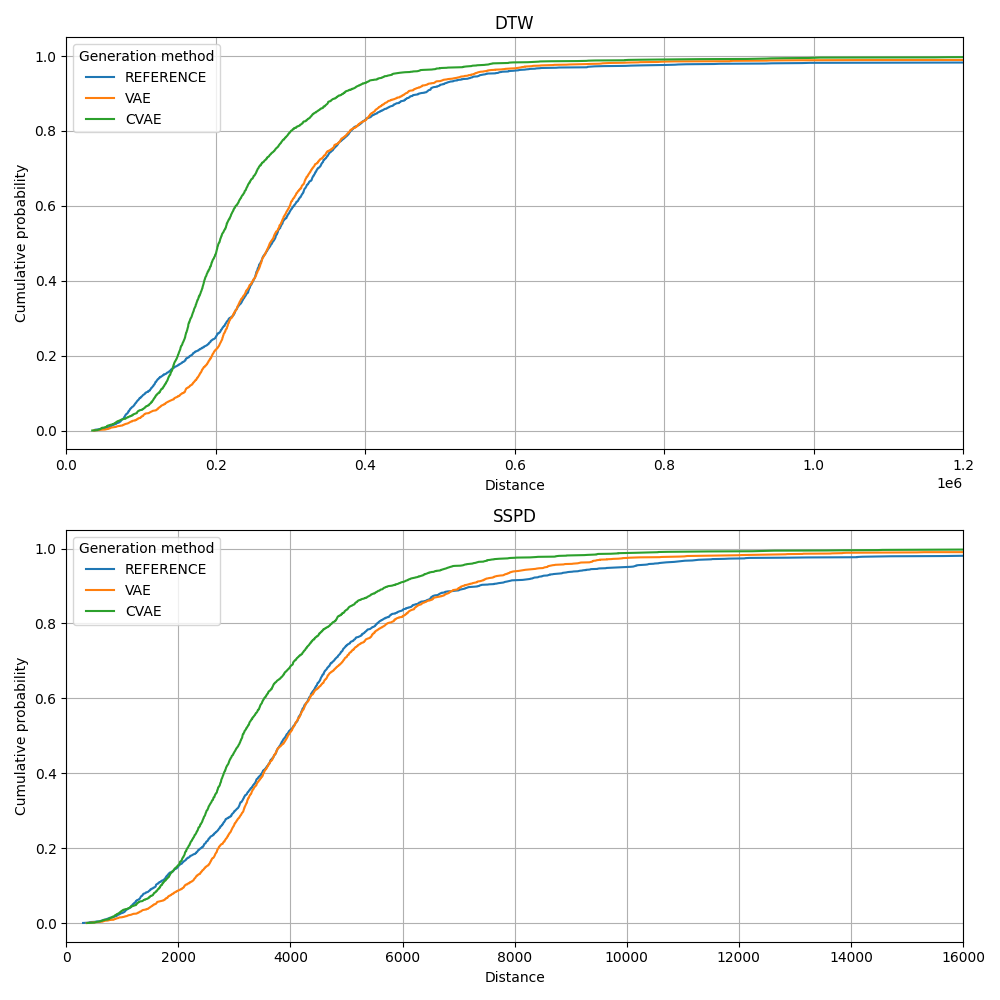 DTW
Generation method
REFERENCE
VAE
CVAE
Cumulative probability
1.0
0.8
0.6
0.4
0.2
0.0
0.0 0.2 0.4 0.6 0.8 1.0 1.2
Distance
1e6
SSPD
Generation method
REFERENCE
VAE
CVAE
Cumulative probability
1.0
0.8
0.6
0.4
0.2
0.0
0 2000 4000 6000 8000 10000 12000 14000 16000
Distance